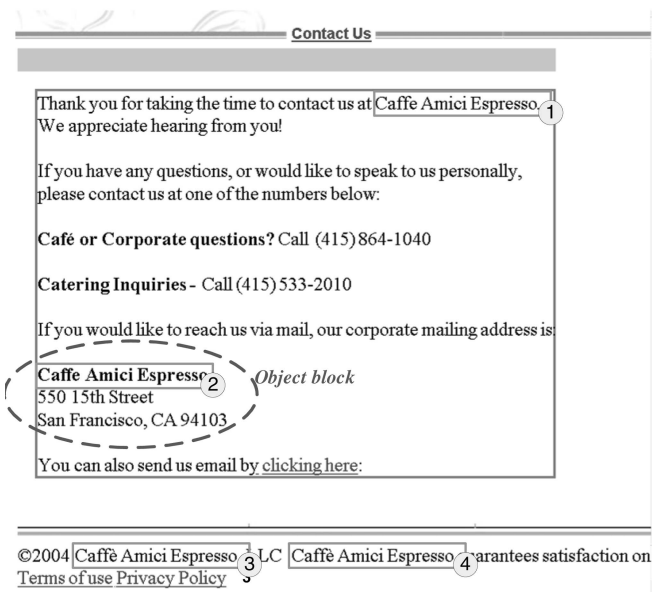 Contact Us
Thank you for taking the time to contact us at Caffe Amici Espresso.
1
We appreciate hearing from you!
If you have any questions, or would like to speak to us personally,
please contact us at one of the numbers below:
Café or Corporate questions? Call (415) 864-1040
Catering Inquiries - Call (415) 533-2010
If you would like to reach us via mail, our corporate mailing address is:
Caffe Amici Espresso
2
Object block
550 15th Street
San Francisco, CA 94103
You can also send us email by clicking here:
©2004 Caffè Amici Espresso 3 LC Caffè Amici Espresso 4 satisfaction on
Terms of use Privacy Policy